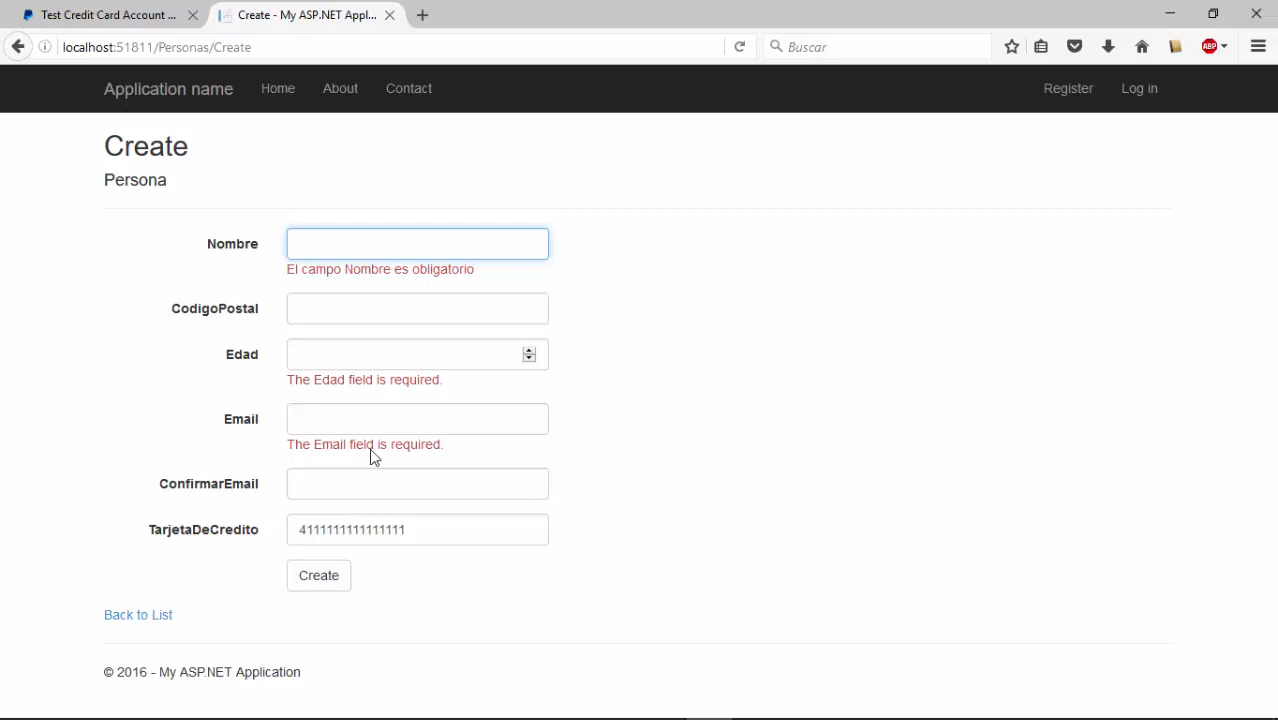 Test Credit Card Account ...
Create - My ASP.NET Appl...
localhost:51811/Personas/Create
Buscar
ABP
Application name Home About Contact Register Log in
Create
Persona
Nombre
El campo Nombre es obligatorio
CodigoPostal
Edad
The Edad field is required.
Email
The Email field is required.
ConfirmarEmail
TarjetaDeCredito 4111111111111111
Create
Back to List
© 2016 - My ASP.NET Application